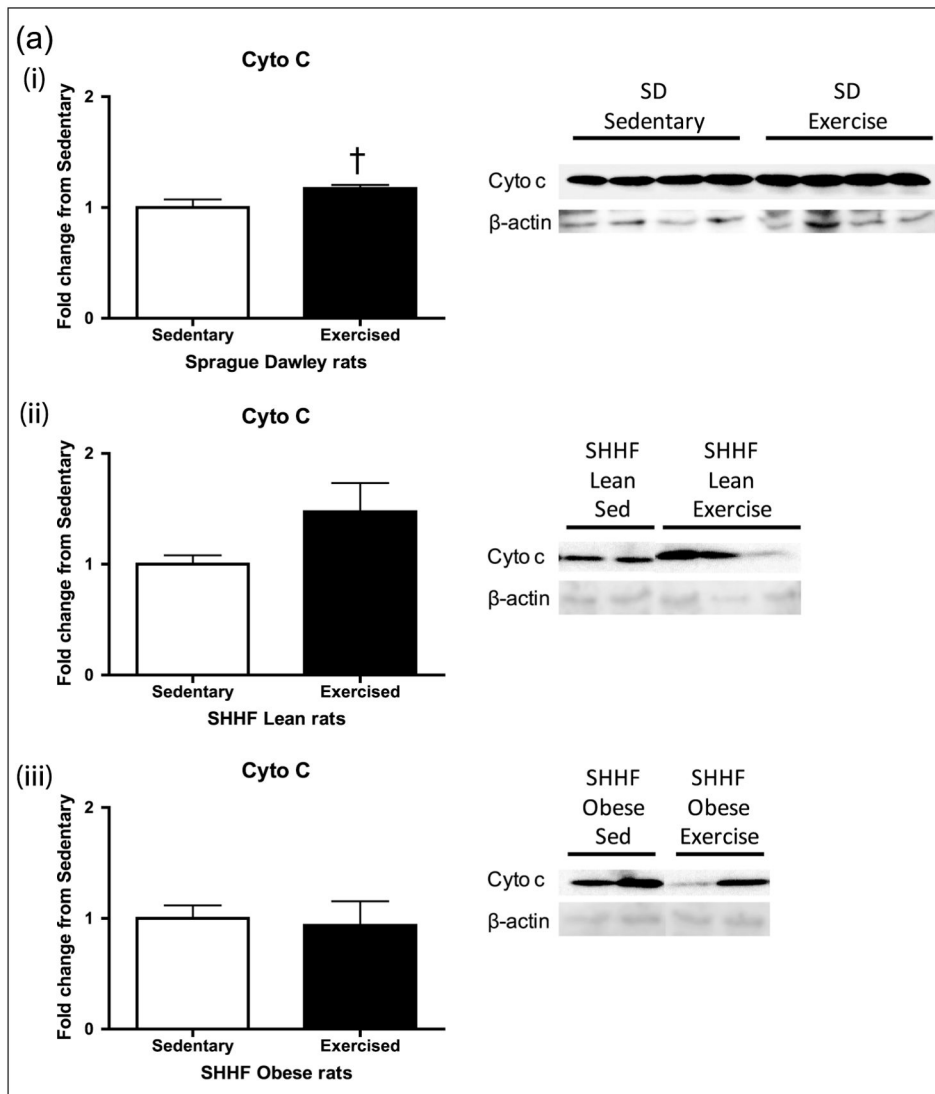 (a)
(i)
Cyto C
Fold change from Sedentary
2
1
0
†
Sedentary Exercised
Sprague Dawley rats
SD
Sedentary
SD
Exercise
Cyto c
β-actin
(ii)
Cyto C
Fold change from Sedentary
2
1
0
Sedentary Exercised
SHHF Lean rats
SHHF
Lean
Sed
SHHF
Lean
Exercise
Cyto c
β-actin
(iii)
Cyto C
Fold change from Sedentary
2
1
0
Sedentary Exercised
SHHF Obese rats
SHHF
Obese
Sed
SHHF
Obese
Exercise
Cyto c
β-actin